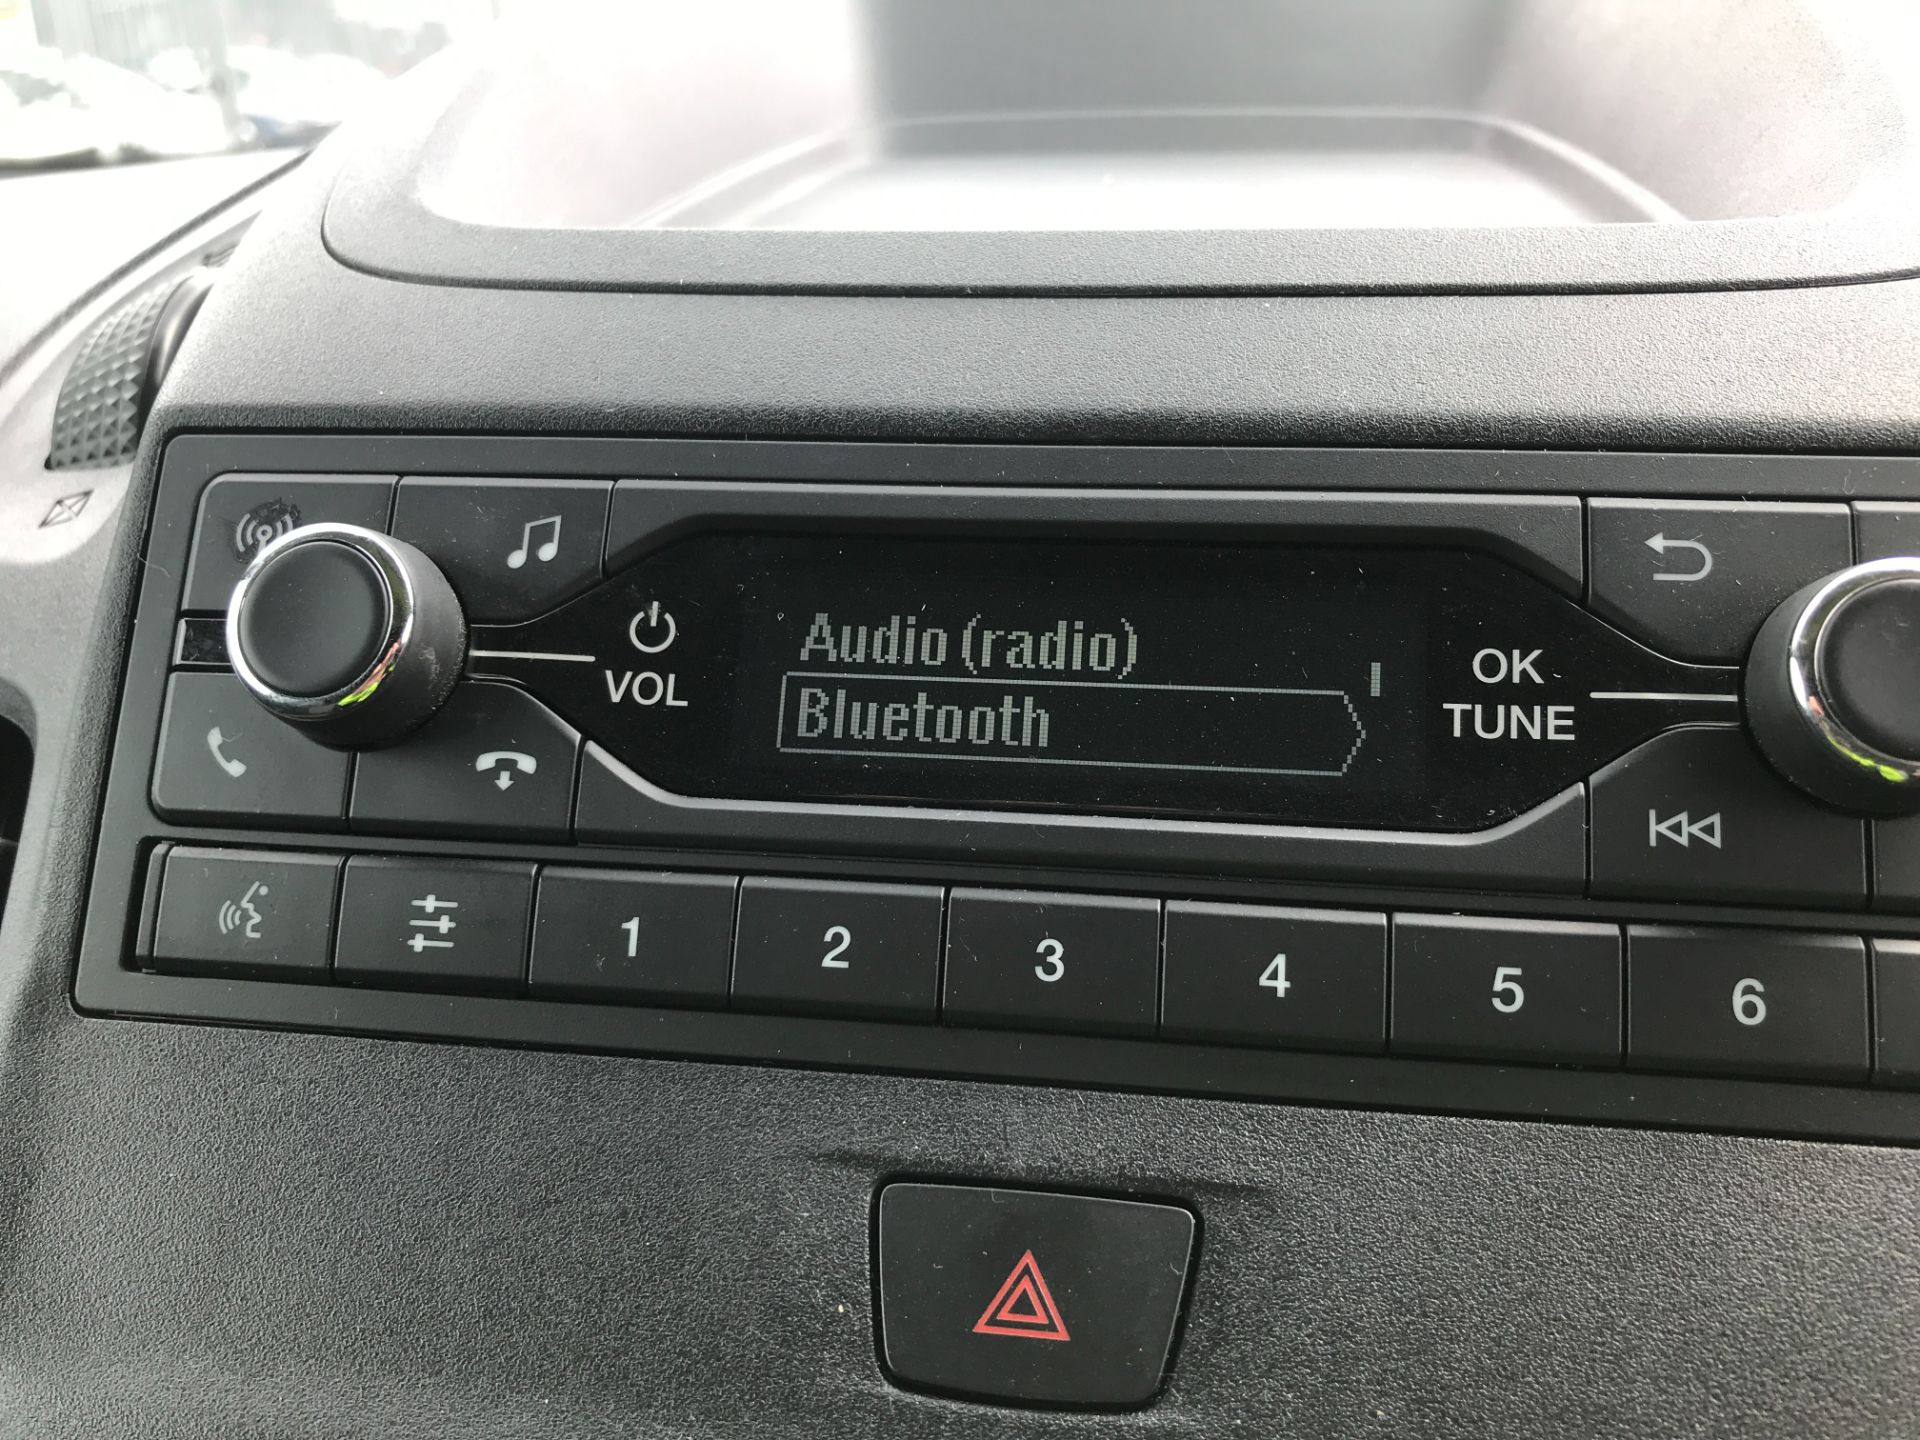 VOL
Audio (radio)
Bluetooth
OK
TUNE
1
2
3
4
5
6